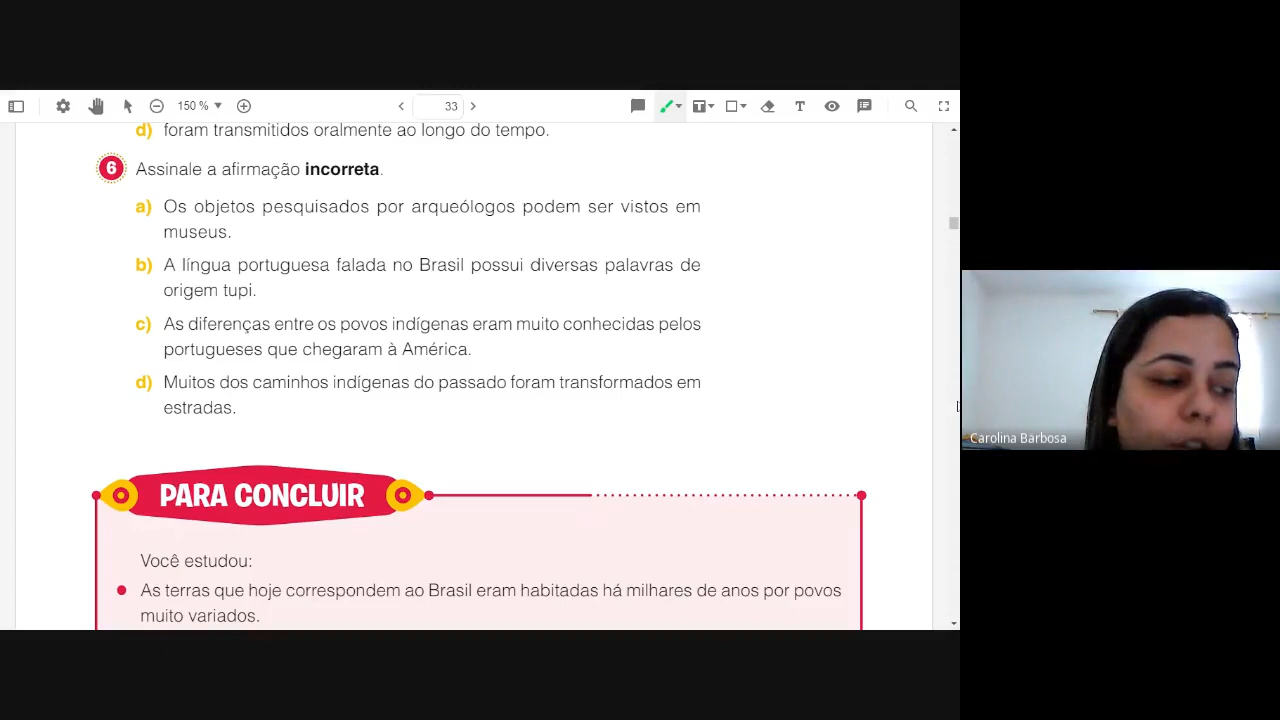 150 %
33
d) foram transmitidos oralmente ao longo do tempo.
6 Assinale a afirmação incorreta.
a) Os objetos pesquisados por arqueólogos podem ser vistos em
museus.
b) A língua portuguesa falada no Brasil possui diversas palavras de
origem tupi.
c) As diferenças entre os povos indígenas eram muito conhecidas pelos
portugueses que chegaram à América.
d) Muitos dos caminhos indígenas do passado foram transformados em
estradas.
Carolina Barbosa
PARA CONCLUIR
Você estudou:
As terras que hoje correspondem ao Brasil eram habitadas há milhares de anos por povos
muito variados.